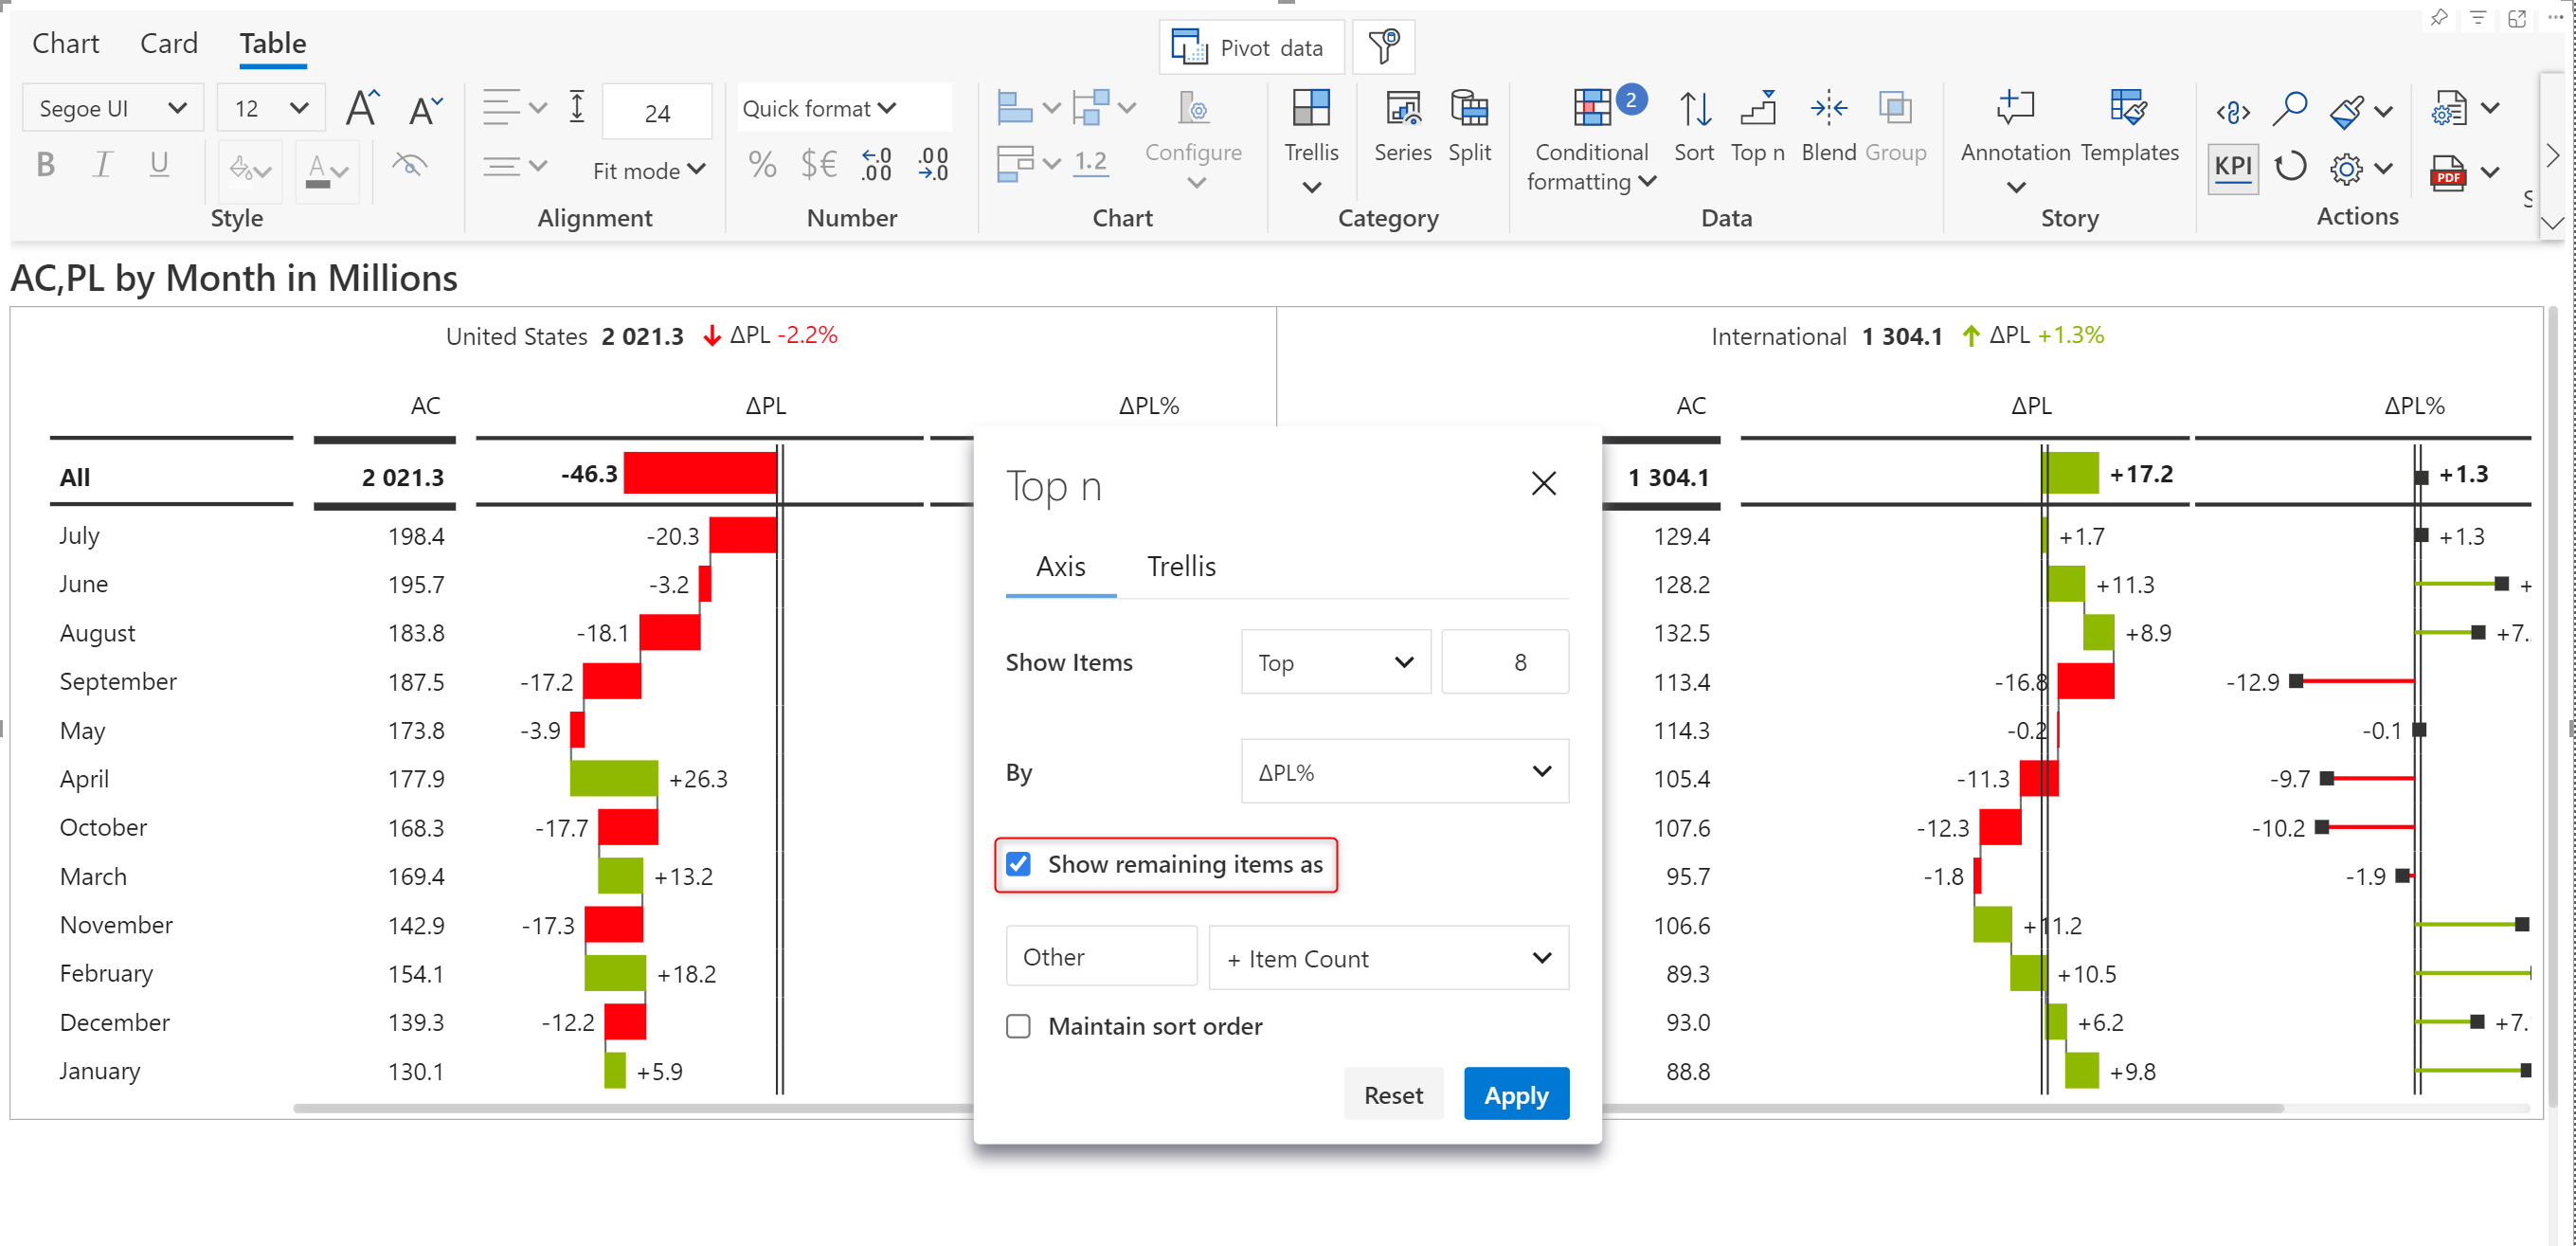 Chart Card Table
Pivot data
Segoe UI 12 A A 24 Quick format
B I U A Fit mode % $€ ←.0 .00 .00 →.0 1.2 Configure
Trellis Series Split Conditional formatting 2 Sort Top n Blend Group Annotation Templates KPI PDF
Style Alignment Number Chart Category Data Story Actions
AC,PL by Month in Millions
United States 2 021.3 ΔPL -2.2% International 1 304.1 ΔPL +1.3%
AC ΔPL ΔPL% AC ΔPL ΔPL%
All 2 021.3 -46.3 1 304.1 +17.2 +1.3
July 198.4 -20.3 129.4 +1.7 +1.3
June 195.7 -3.2 128.2 +11.3 +
August 183.8 -18.1 132.5 +8.9 +7.
September 187.5 -17.2 113.4 -16.8 -12.9
May 173.8 -3.9 114.3 -0.2 -0.1
April 177.9 +26.3 105.4 -11.3 -9.7
October 168.3 -17.7 107.6 -12.3 -10.2
March 169.4 +13.2 95.7 -1.8 -1.9
November 142.9 -17.3 106.6 +11.2
February 154.1 +18.2 89.3 +10.5
December 139.3 -12.2 93.0 +6.2 +7.
January 130.1 +5.9 88.8 +9.8
Top n
Axis Trellis
Show Items Top 8
By ΔPL%
Show remaining items as
Other + Item Count
Maintain sort order
Reset Apply